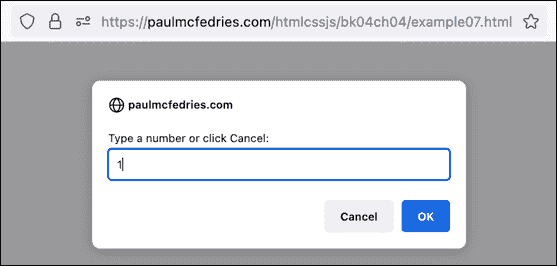 https://paulmcfedries.com/htmlcssjs/bk04ch04/example07.html
paulmcfedries.com
Type a number or click Cancel:
1
Cancel OK